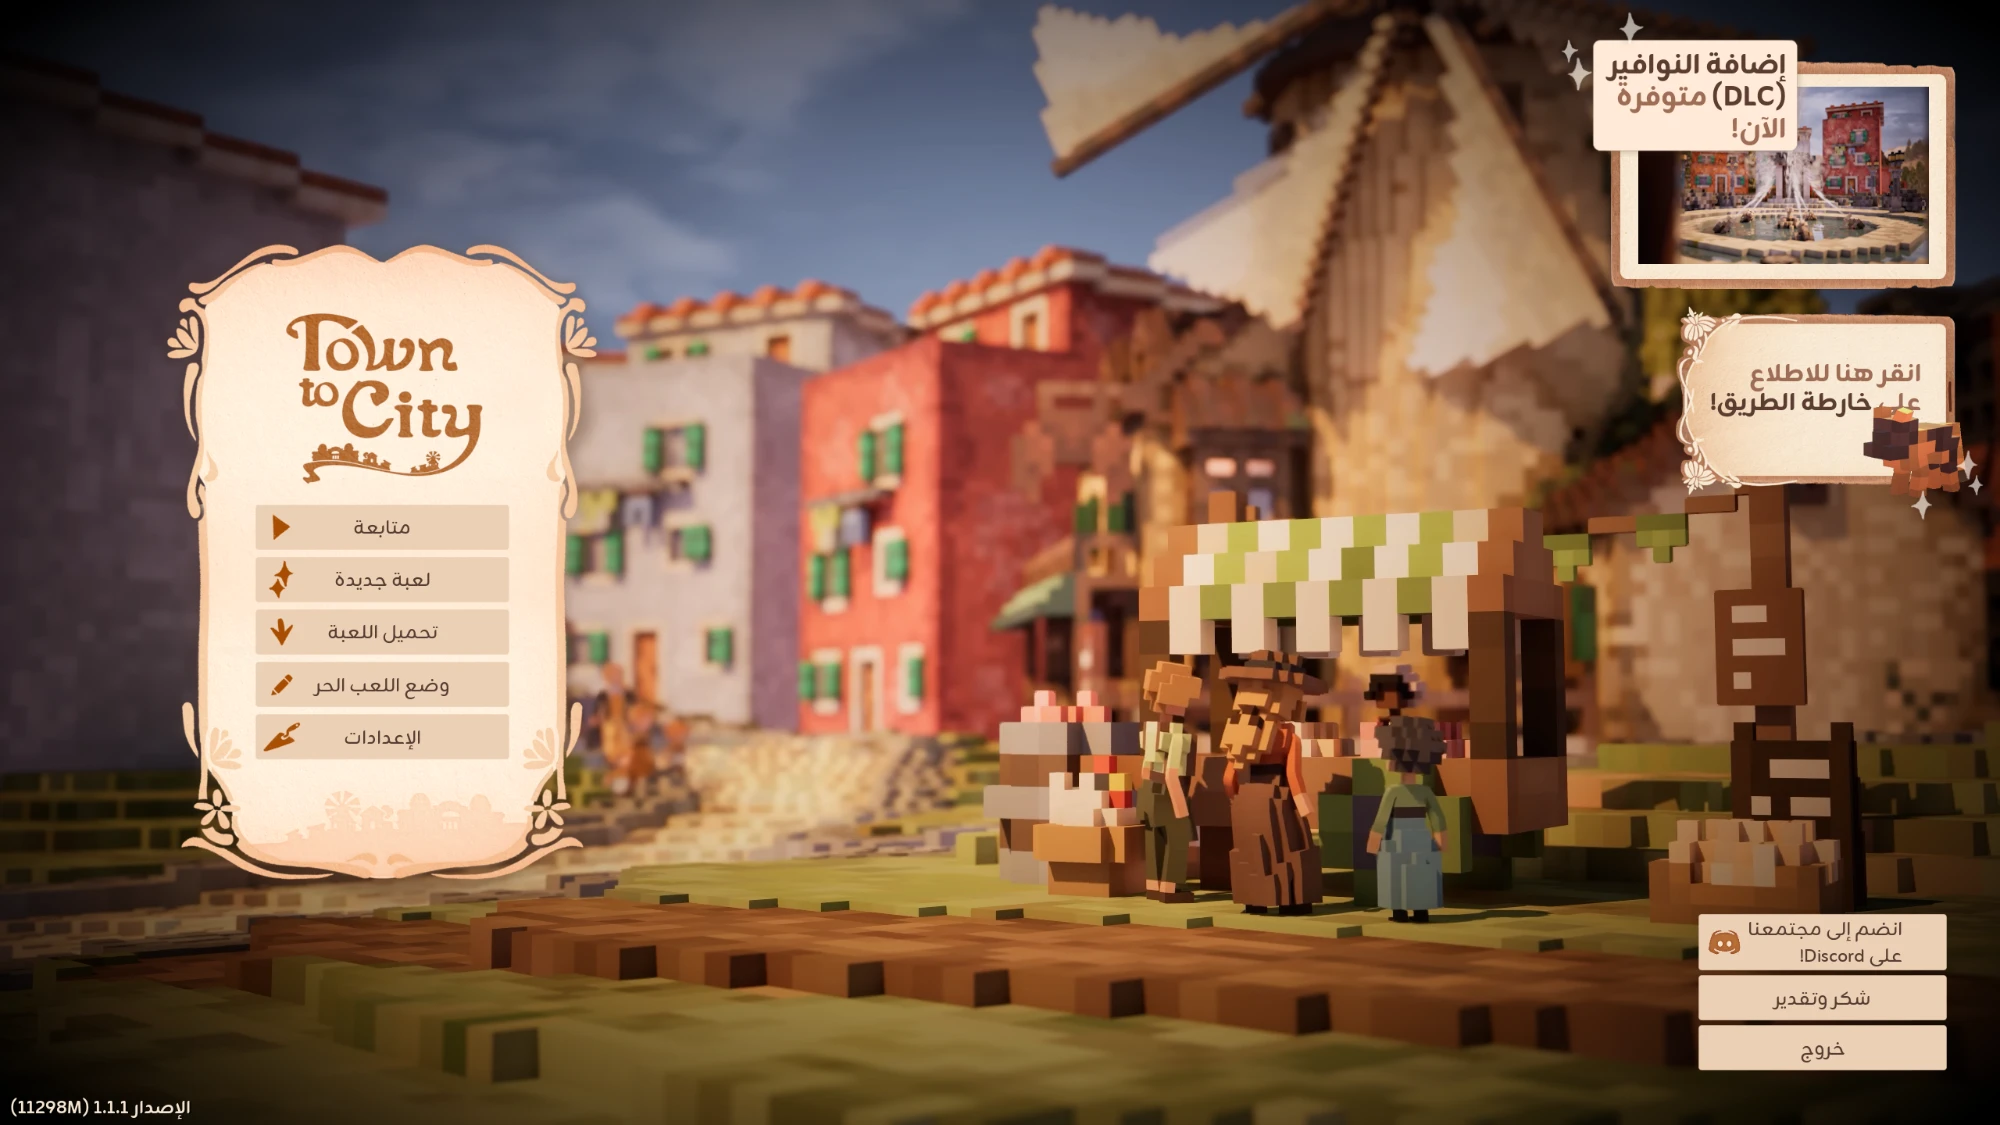 إضافة النوافير
(DLC) متوفرة
الآن!
انقر هنا للاطلاع
على خارطة الطريق!
Town
to City
متابعة
لعبة جديدة
تحميل اللعبة
وضع اللعب الحر
الإعدادات
انضم إلى مجتمعنا
على Discord!
شكر وتقدير
خروج
الإصدار 1.1.1 (11298M)